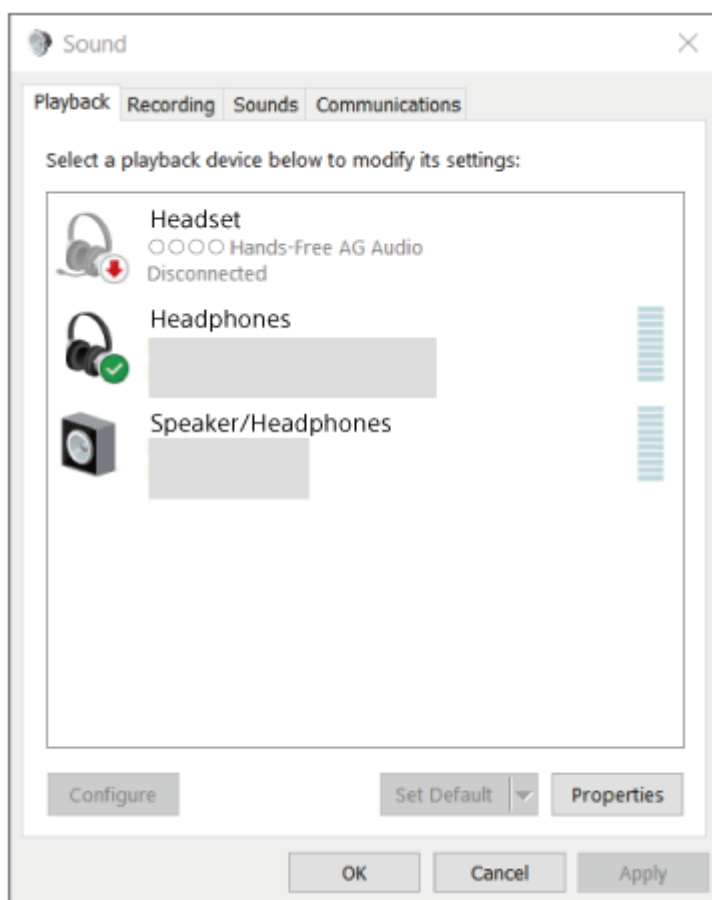 Sound
Playback Recording Sounds Communications
Select a playback device below to modify its settings:
Headset
○○○○ Hands-Free AG Audio
Disconnected
Headphones
Speaker/Headphones
Configure Set Default Properties
OK Cancel Apply